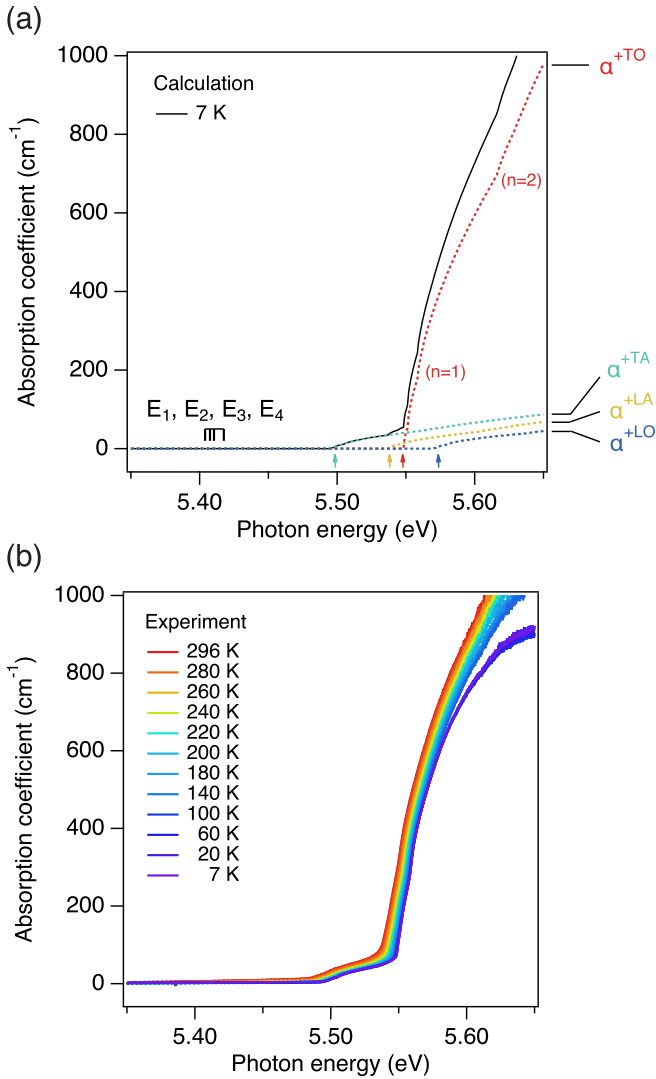 (a)
1000
800
600
400
200
0
Absorption coefficient (cm⁻¹)
Calculation
7 K
(n=2)
(n=1)
E₁, E₂, E₃, E₄
α⁺ᵀᴼ
α⁺ᵀᴬ
α⁺ᴸᴬ
α⁺ᴸᴼ
5.40 5.50 5.60
Photon energy (eV)
(b)
1000
800
600
400
200
0
Absorption coefficient (cm⁻¹)
Experiment
296 K
280 K
260 K
240 K
220 K
200 K
180 K
140 K
100 K
60 K
20 K
7 K
5.40 5.50 5.60
Photon energy (eV)